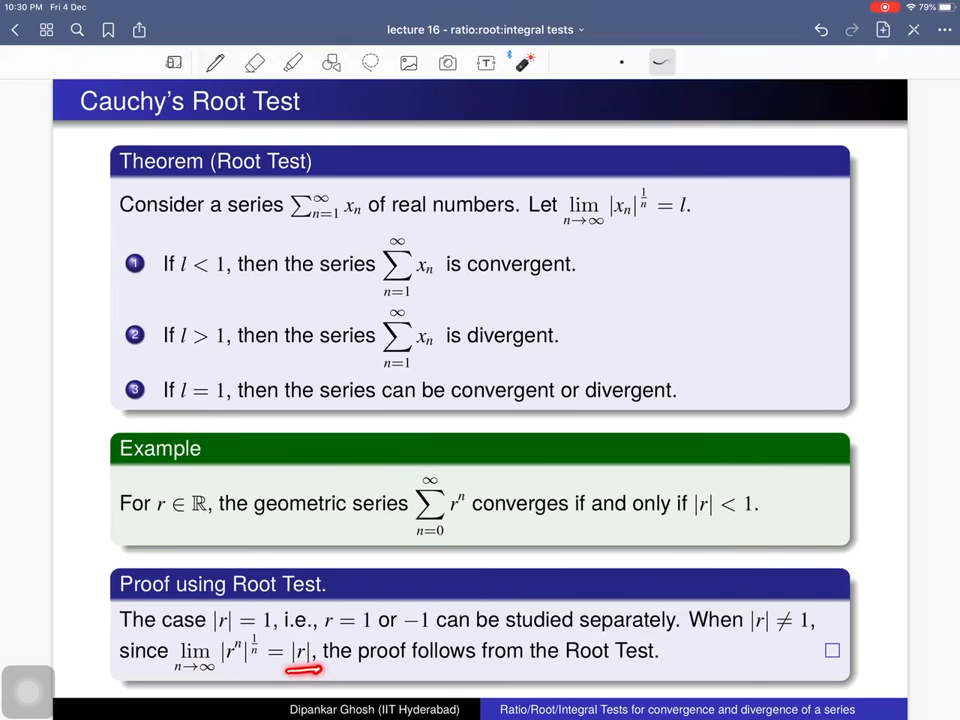 10:30 PM Fri 4 Dec
79%
lecture 16 - ratio:root:integral tests
Cauchy's Root Test
Theorem (Root Test)
Consider a series ∑_{n=1}^{∞} x_n of real numbers. Let lim_{n→∞} |x_n|^{1/n} = l.
1 If l < 1, then the series ∑_{n=1}^{∞} x_n is convergent.
2 If l > 1, then the series ∑_{n=1}^{∞} x_n is divergent.
3 If l = 1, then the series can be convergent or divergent.
Example
For r ∈ ℝ, the geometric series ∑_{n=0}^{∞} r^n converges if and only if |r| < 1.
Proof using Root Test.
The case |r| = 1, i.e., r = 1 or −1 can be studied separately. When |r| ≠ 1,
since lim_{n→∞} |r^n|^{1/n} = |r|, the proof follows from the Root Test. □
Dipankar Ghosh (IIT Hyderabad)
Ratio/Root/Integral Tests for convergence and divergence of a series